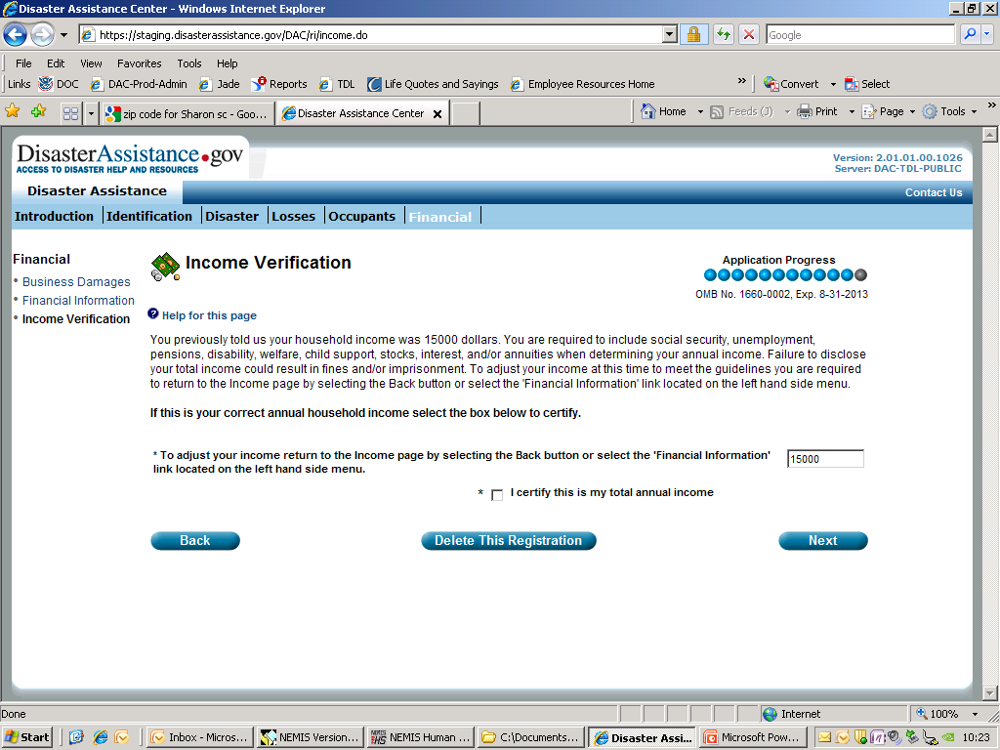 Disaster Assistance Center - Windows Internet Explorer
https://staging.disasterassistance.gov/DAC/ri/income.do
Google
File Edit View Favorites Tools Help
Links DOC DAC-Prod-Admin Jade Reports TDL Life Quotes and Sayings Employee Resources Home » Convert Select
zip code for Sharon sc - Goo... Disaster Assistance Center Home Feeds (J) Print Page Tools »
DisasterAssistance.gov
ACCESS TO DISASTER HELP AND RESOURCES
Version: 2.01.01.00.1026
Server: DAC-TDL-PUBLIC
Disaster Assistance
Contact Us
Introduction Identification Disaster Losses Occupants Financial
Financial
• Business Damages
• Financial Information
• Income Verification
Income Verification
Application Progress
OMB No. 1660-0002, Exp. 8-31-2013
? Help for this page
You previously told us your household income was 15000 dollars. You are required to include social security, unemployment,
pensions, disability, welfare, child support, stocks, interest, and/or annuities when determining your annual income. Failure to disclose
your total income could result in fines and/or imprisonment. To adjust your income at this time to meet the guidelines you are required
to return to the Income page by selecting the Back button or select the 'Financial Information' link located on the left hand side menu.
If this is your correct annual household income select the box below to certify.
* To adjust your income return to the Income page by selecting the Back button or select the 'Financial Information'
link located on the left hand side menu.
15000
* I certify this is my total annual income
Back Delete This Registration Next
Done Internet 100%
Start Inbox - Micros... NEMIS Version... NEMIS Human ... C:\Documents... Disaster Assi... Microsoft Pow... 10:23